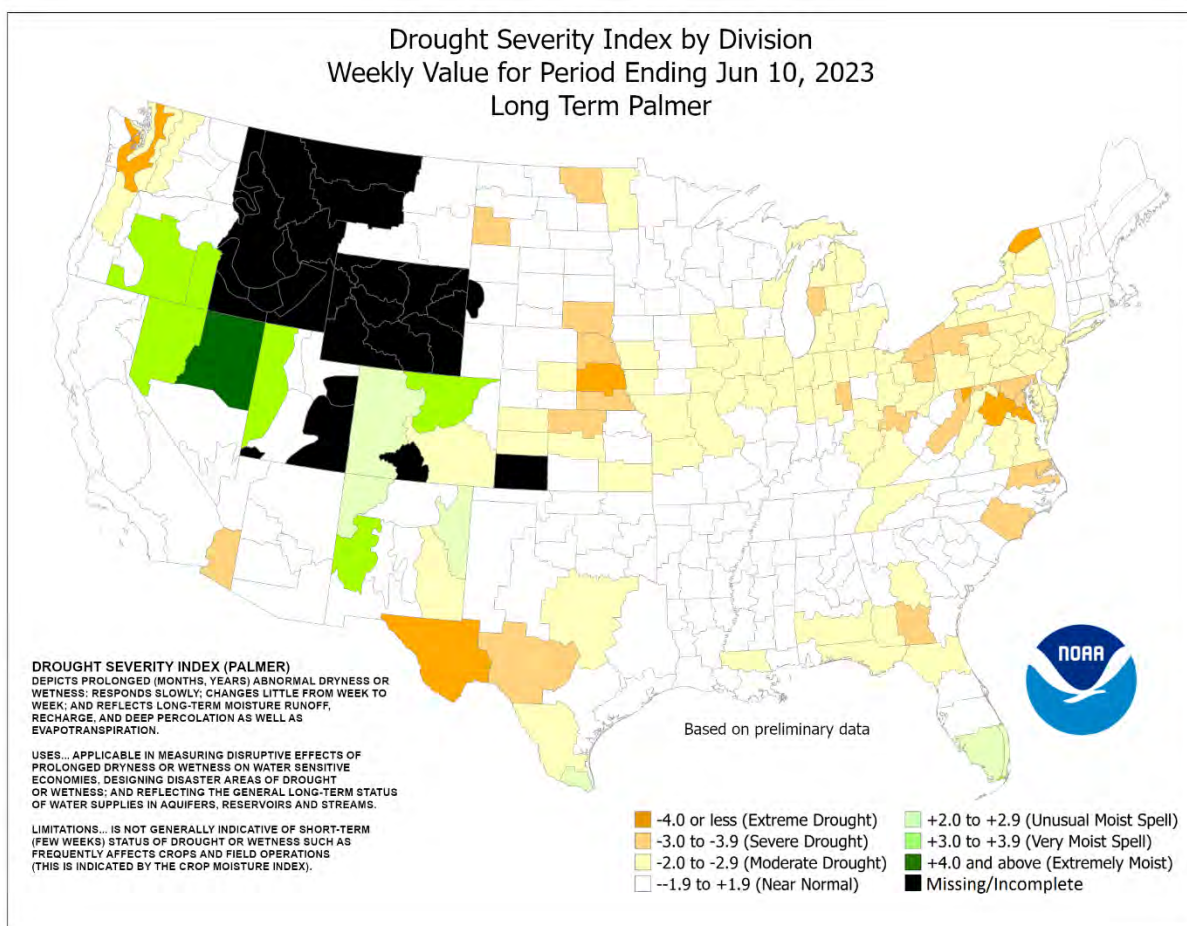 Drought Severity Index by Division
Weekly Value for Period Ending Jun 10, 2023
Long Term Palmer
DROUGHT SEVERITY INDEX (PALMER)
DEPICTS PROLONGED (MONTHS, YEARS) ABNORMAL DRYNESS OR
WETNESS: RESPONDS SLOWLY; CHANGES LITTLE FROM WEEK TO
WEEK; AND REFLECTS LONG-TERM MOISTURE RUNOFF,
RECHARGE, AND DEEP PERCOLATION AS WELL AS
EVAPOTRANSPIRATION.
USES... APPLICABLE IN MEASURING DISRUPTIVE EFFECTS OF
PROLONGED DRYNESS OR WETNESS ON WATER SENSITIVE
ECONOMIES, DESIGNING DISASTER AREAS OF DROUGHT
OR WETNESS; AND REFLECTING THE GENERAL LONG-TERM STATUS
OF WATER SUPPLIES IN AQUIFERS, RESERVOIRS AND STREAMS.
LIMITATIONS... IS NOT GENERALLY INDICATIVE OF SHORT-TERM
(FEW WEEKS) STATUS OF DROUGHT OR WETNESS SUCH AS
FREQUENTLY AFFECTS CROPS AND FIELD OPERATIONS
(THIS IS INDICATED BY THE CROP MOISTURE INDEX).
NOAA
Based on preliminary data
-4.0 or less (Extreme Drought)
-3.0 to -3.9 (Severe Drought)
-2.0 to -2.9 (Moderate Drought)
--1.9 to +1.9 (Near Normal)
+2.0 to +2.9 (Unusual Moist Spell)
+3.0 to +3.9 (Very Moist Spell)
+4.0 and above (Extremely Moist)
Missing/Incomplete